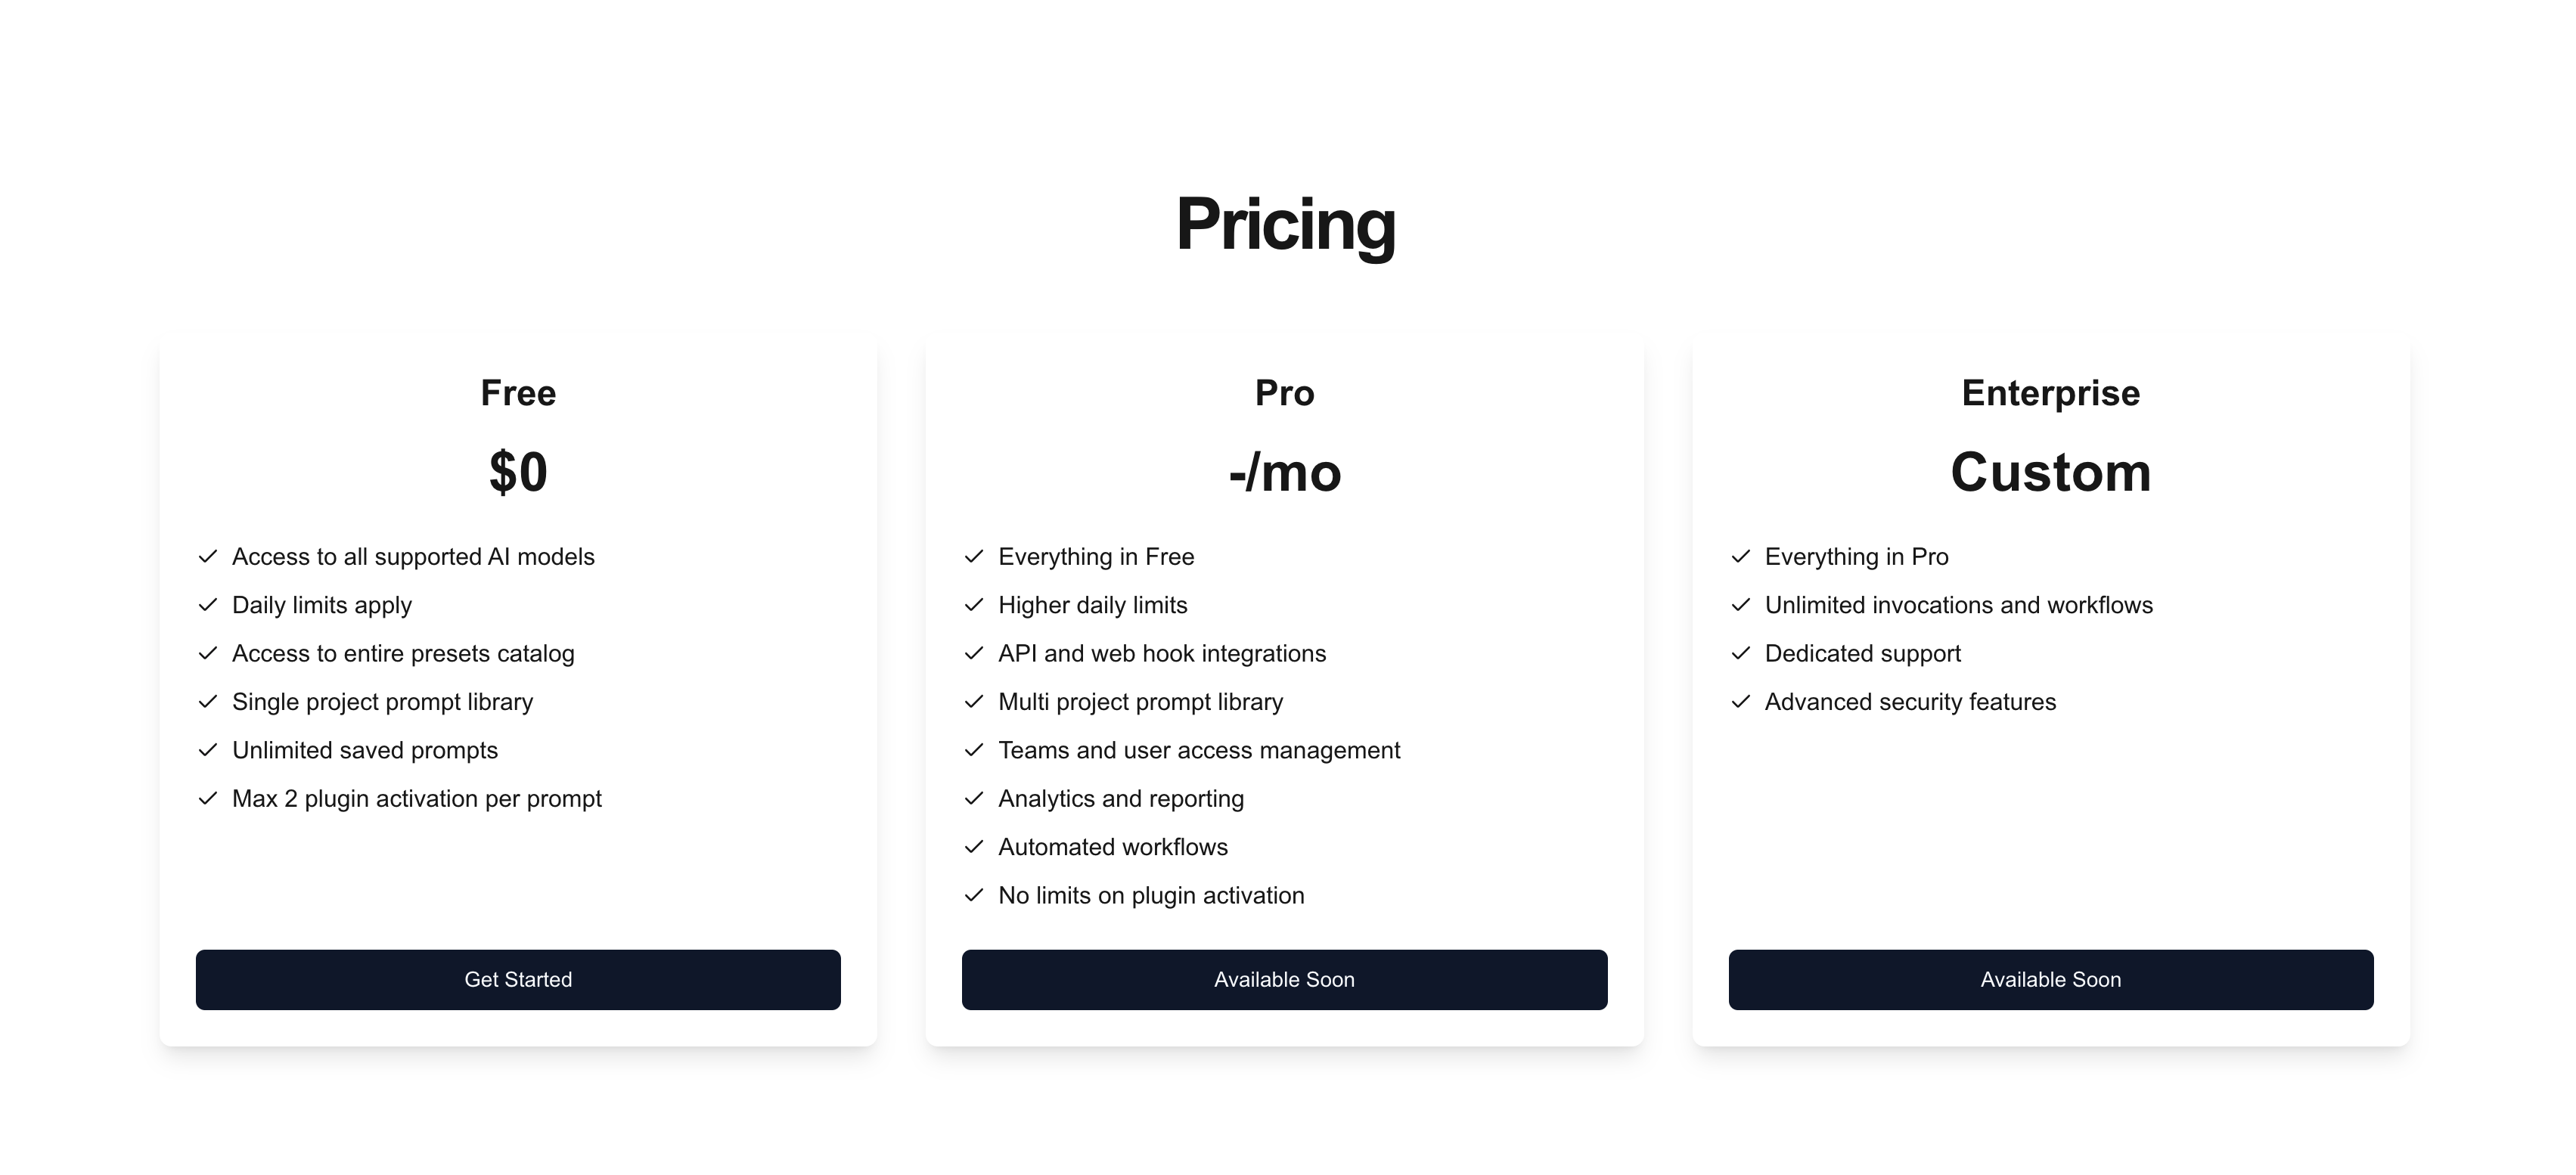 Pricing
Free
$0
Access to all supported AI models
Daily limits apply
Access to entire presets catalog
Single project prompt library
Unlimited saved prompts
Max 2 plugin activation per prompt
Get Started
Pro
-/mo
Everything in Free
Higher daily limits
API and web hook integrations
Multi project prompt library
Teams and user access management
Analytics and reporting
Automated workflows
No limits on plugin activation
Available Soon
Enterprise
Custom
Everything in Pro
Unlimited invocations and workflows
Dedicated support
Advanced security features
Available Soon